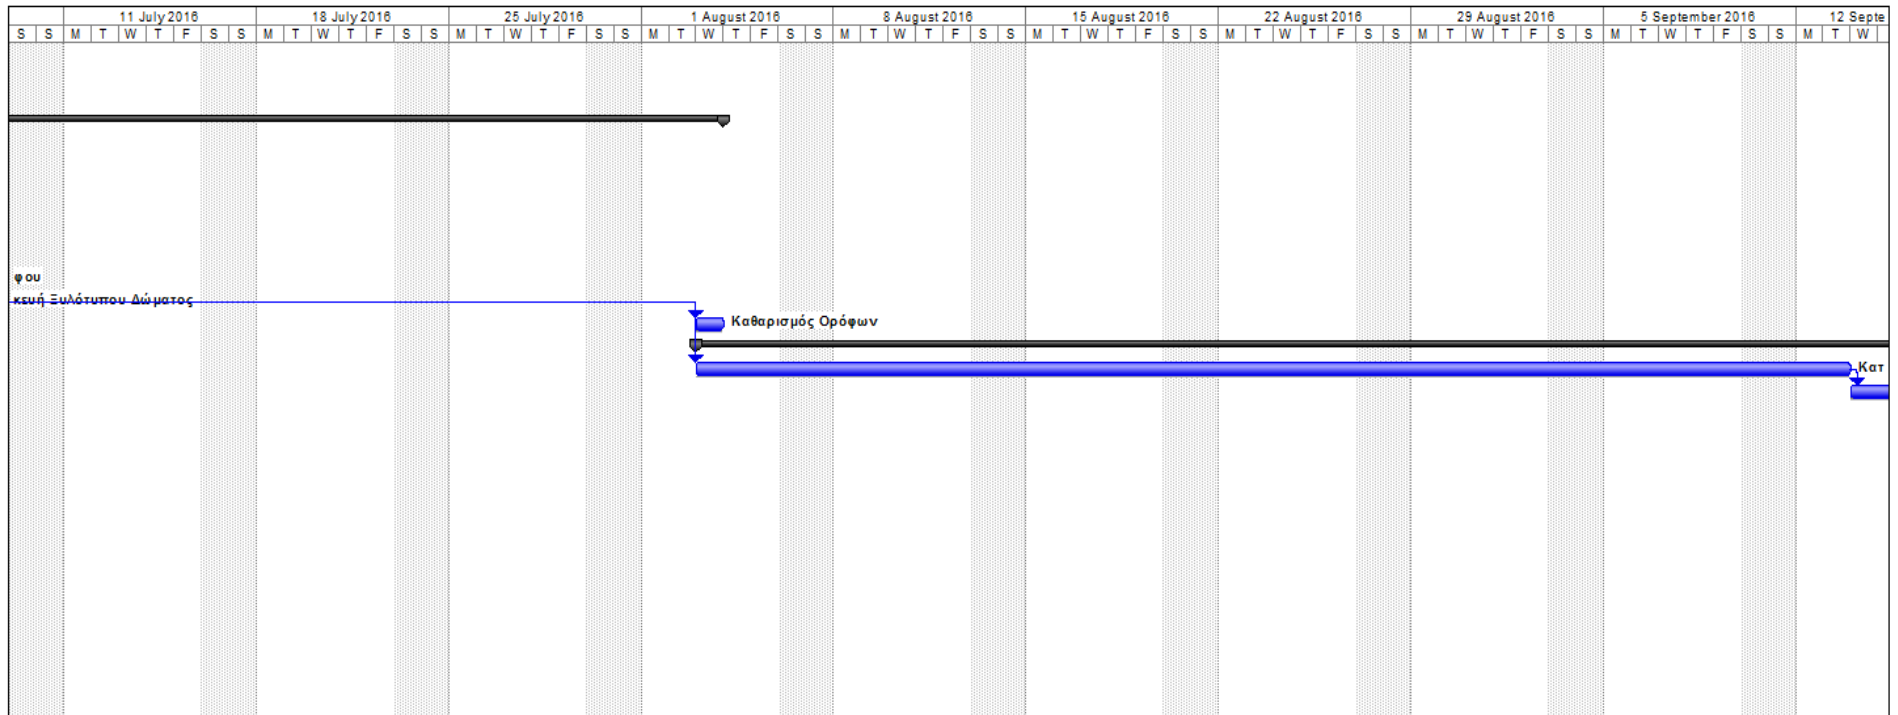 11 July 2016 18 July 2016 25 July 2016 1 August 2016 8 August 2016 15 August 2016 22 August 2016 29 August 2016 5 September 2016 12 Septe
S S M T W T F S S M T W T F S S M T W T F S S M T W T F S S M T W T F S S M T W T F S S M T W T F S S M T W T F S S M T W T F S S M T W
φου
κευή Ξυλότυπου Δώματος
Καθαρισμός Ορόφων
Κατ